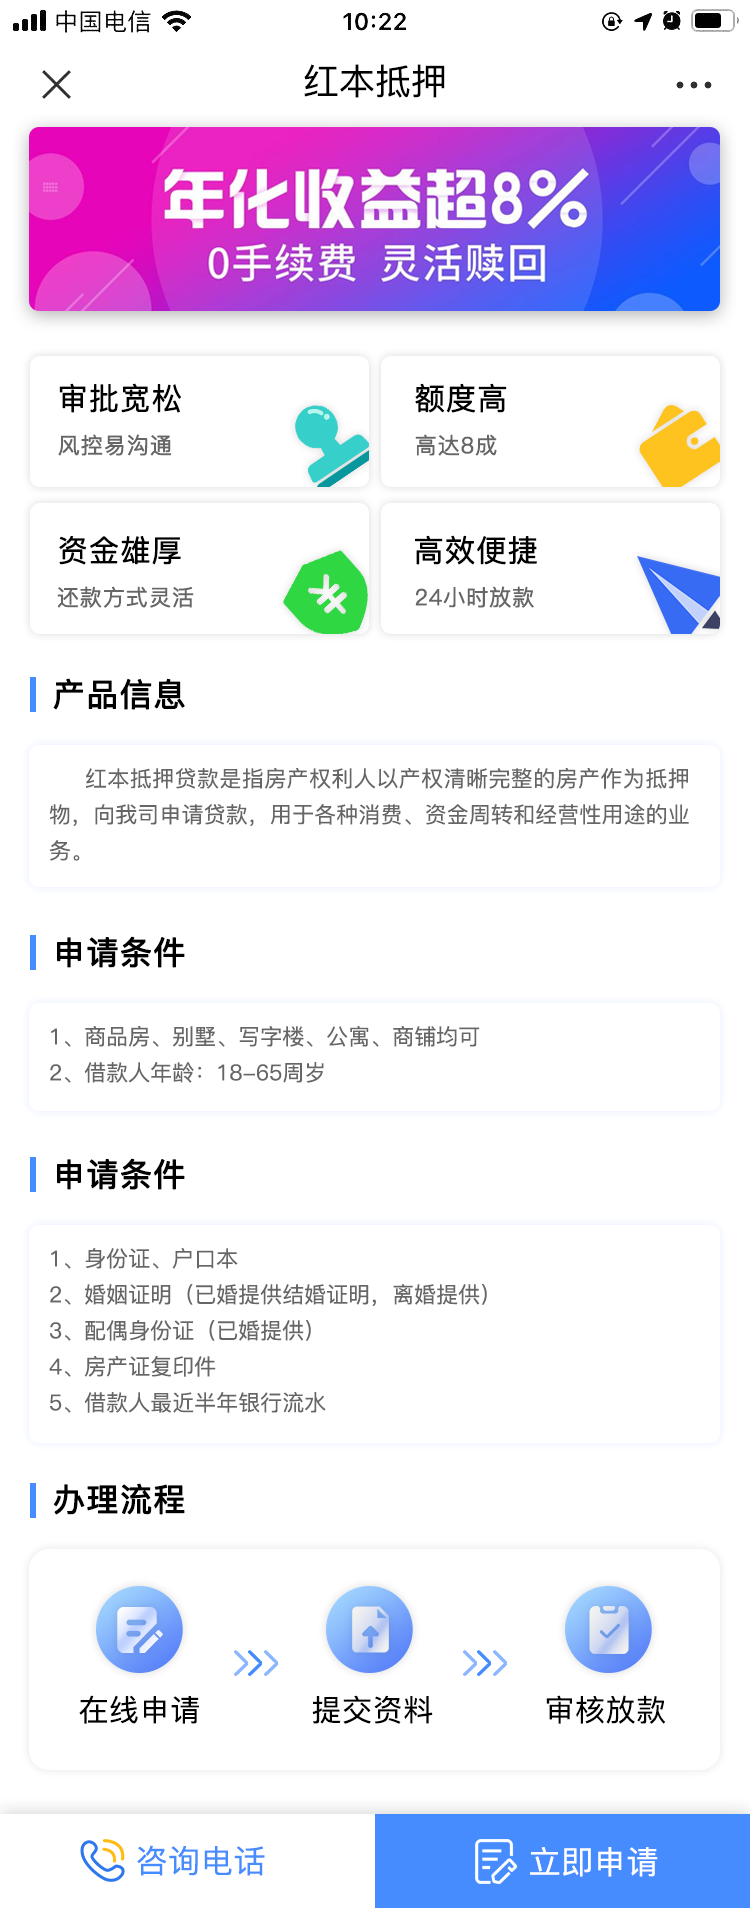 中国电信
10:22
红本抵押
年化收益超8%
0手续费 灵活赎回
审批宽松
风控易沟通
额度高
高达8成
资金雄厚
还款方式灵活
高效便捷
24小时放款
产品信息
红本抵押贷款是指房产权利人以产权清晰完整的房产作为抵押
物，向我司申请贷款，用于各种消费、资金周转和经营性用途的业
务。
申请条件
1、商品房、别墅、写字楼、公寓、商铺均可
2、借款人年龄：18-65周岁
申请条件
1、身份证、户口本
2、婚姻证明（已婚提供结婚证明，离婚提供）
3、配偶身份证（已婚提供）
4、房产证复印件
5、借款人最近半年银行流水
办理流程
在线申请
提交资料
审核放款
咨询电话
立即申请